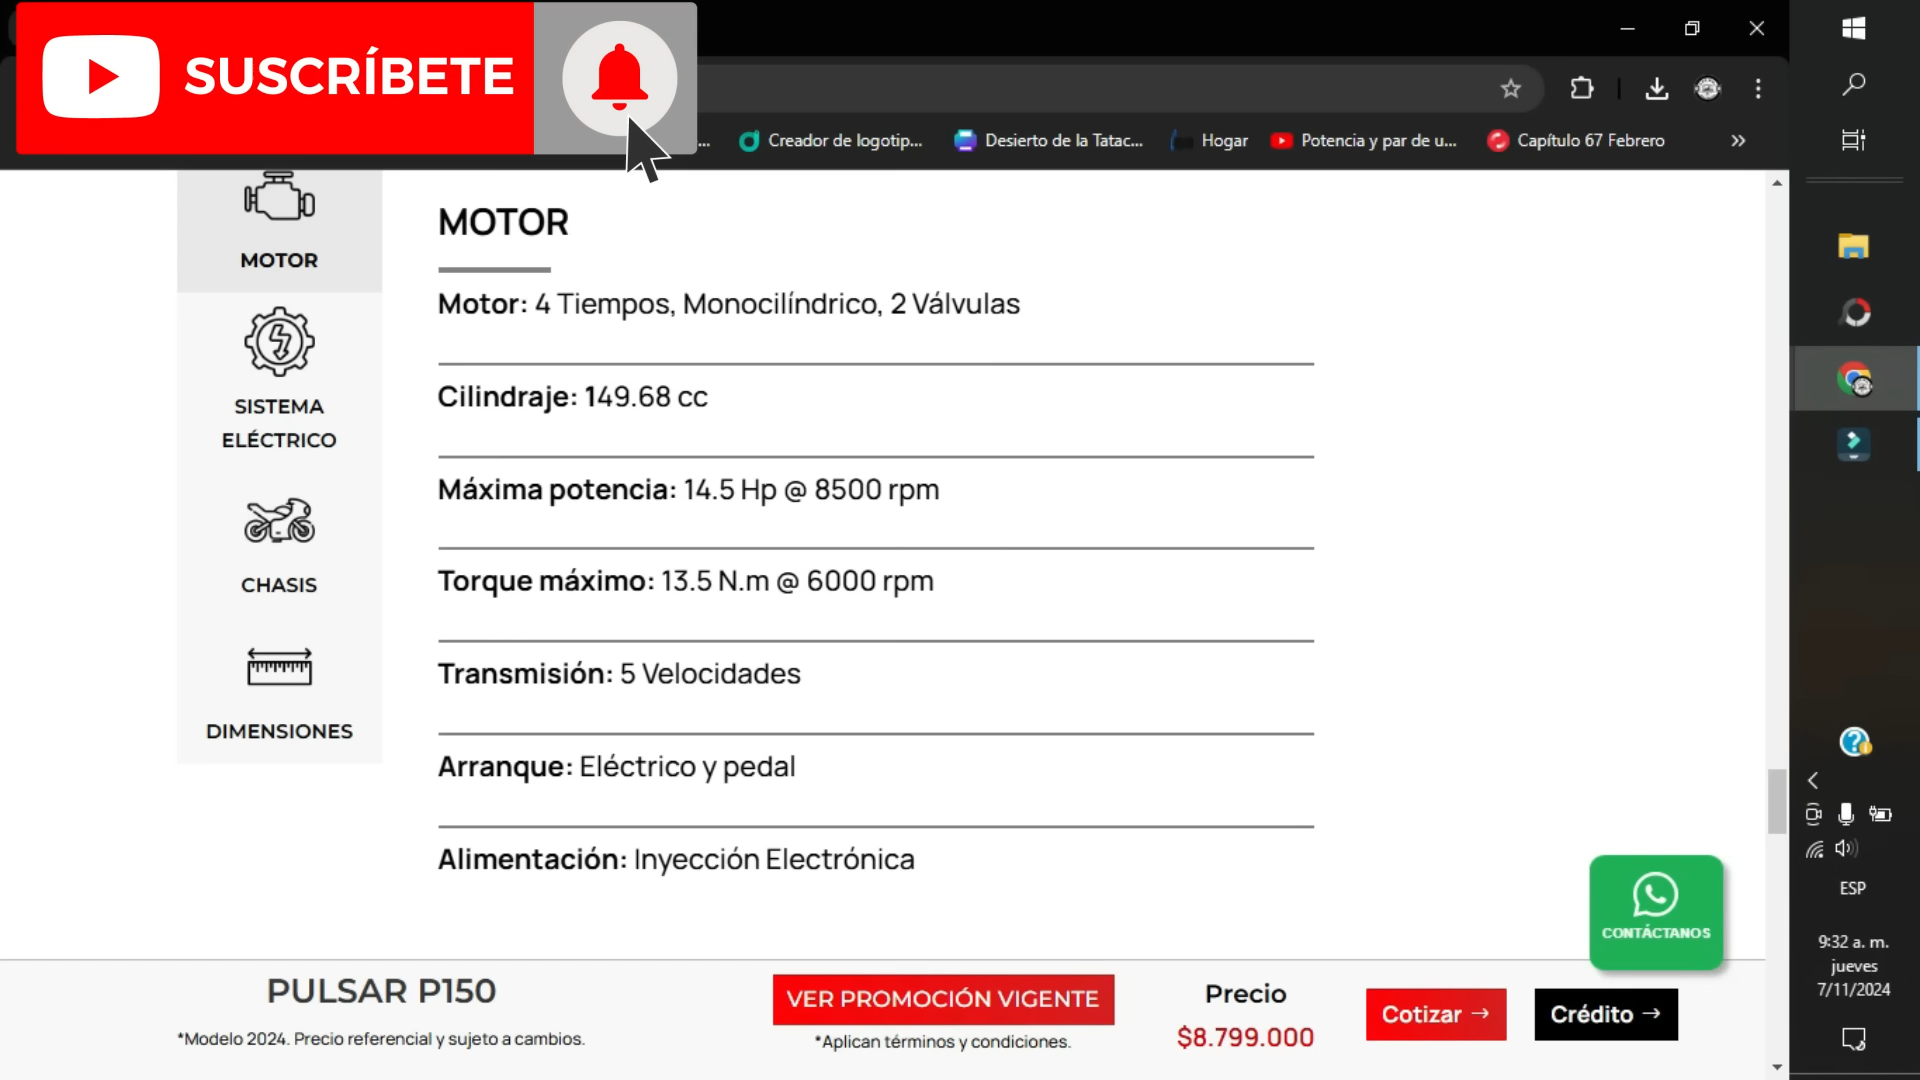 SUSCRÍBETE
...
Creador de logotip...
Desierto de la Tatac...
Hogar
Potencia y par de u...
Capítulo 67 Febrero
»
MOTOR
SISTEMA
ELÉCTRICO
CHASIS
DIMENSIONES
MOTOR
Motor: 4 Tiempos, Monocilíndrico, 2 Válvulas
Cilindraje: 149.68 cc
Máxima potencia: 14.5 Hp @ 8500 rpm
Torque máximo: 13.5 N.m @ 6000 rpm
Transmisión: 5 Velocidades
Arranque: Eléctrico y pedal
Alimentación: Inyección Electrónica
CONTÁCTANOS
PULSAR P150
*Modelo 2024. Precio referencial y sujeto a cambios.
VER PROMOCIÓN VIGENTE
*Aplican términos y condiciones.
Precio
$8.799.000
Cotizar →
Crédito →
ESP
9:32 a. m.
jueves
7/11/2024